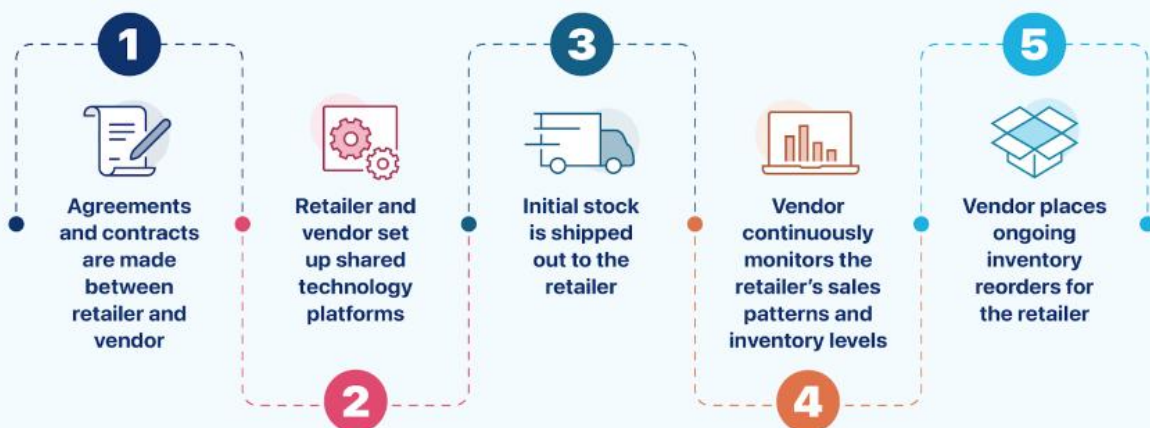 1
Agreements
and contracts
are made
between
retailer and
vendor
2
Retailer and
vendor set
up shared
technology
platforms
3
Initial stock
is shipped
out to the
retailer
4
Vendor
continuously
monitors the
retailer's sales
patterns and
inventory levels
5
Vendor places
ongoing
inventory
reorders for
the retailer